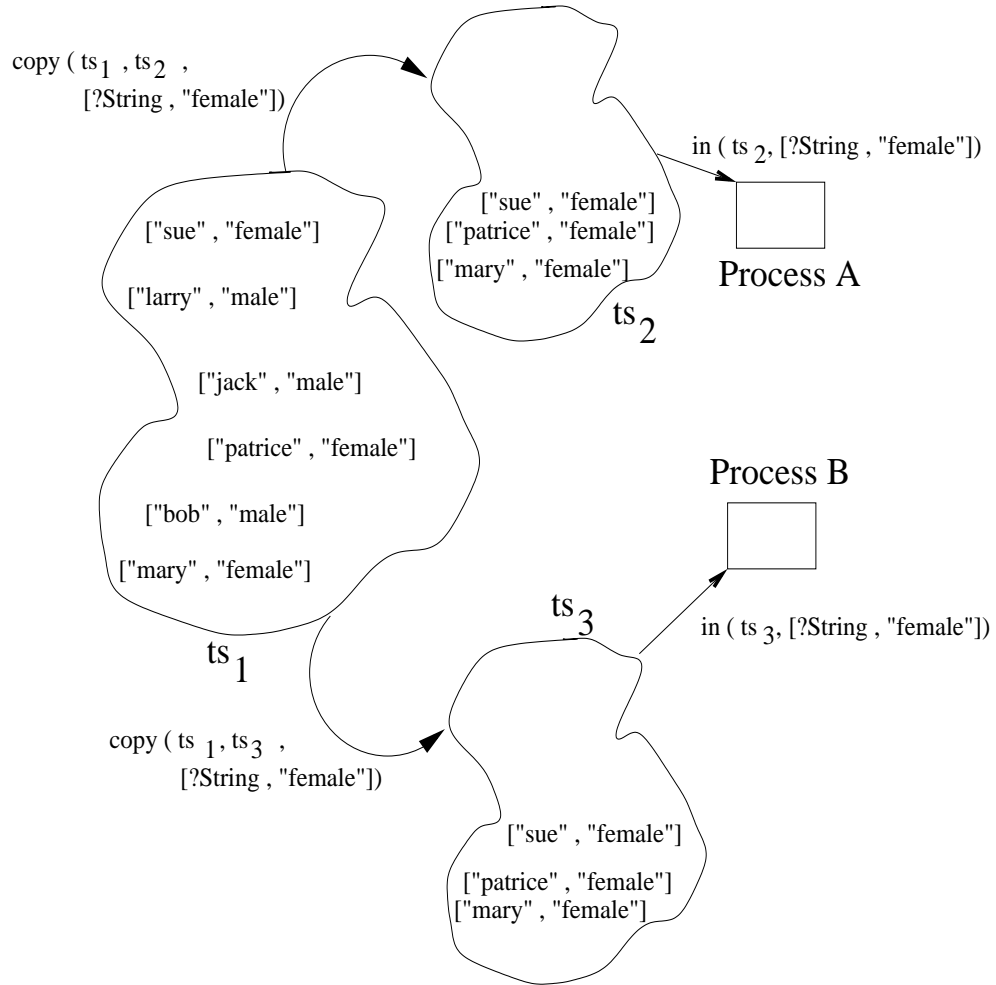 copy ( ts1 , ts2 ,
[?String , "female"])
["sue" , "female"]
["larry" , "male"]
["jack" , "male"]
["patrice" , "female"]
["bob" , "male"]
["mary" , "female"]
ts1
["sue" , "female"]
["patrice" , "female"]
["mary" , "female"]
ts2
in ( ts2, [?String , "female"])
Process A
Process B
in ( ts3, [?String , "female"])
copy ( ts1, ts3 ,
[?String , "female"])
ts3
["sue" , "female"]
["patrice" , "female"]
["mary" , "female"]